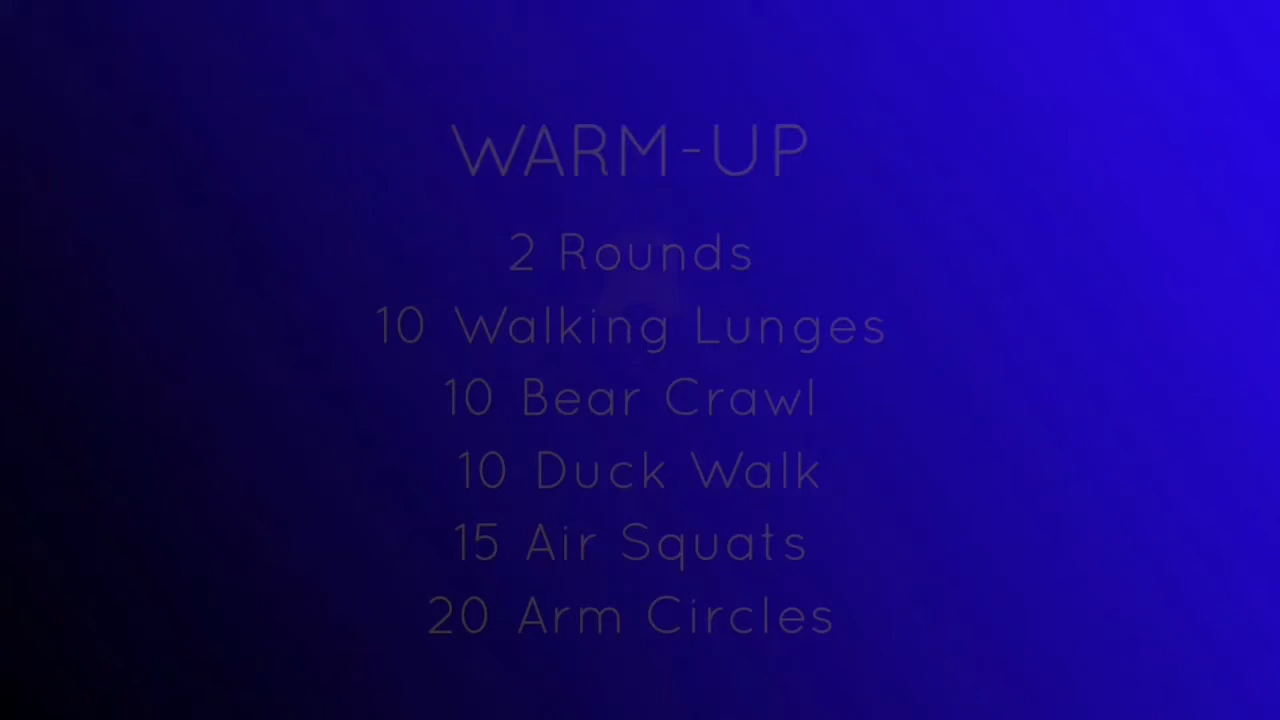 WARM-UP
2 Rounds
10 Walking Lunges
10 Bear Crawl
10 Duck Walk
15 Air Squats
20 Arm Circles